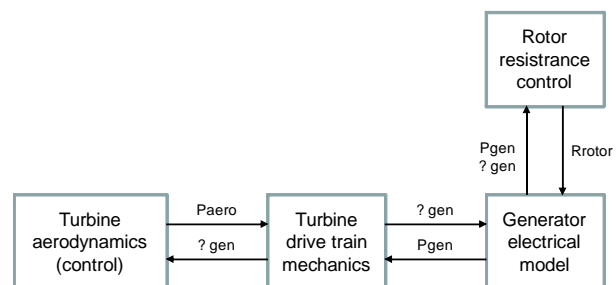 Rotor
resistrance
control
Pgen
? gen
Rrotor
Turbine
aerodynamics
(control)
Paero
? gen
Turbine
drive train
mechanics
? gen
Pgen
Generator
electrical
model